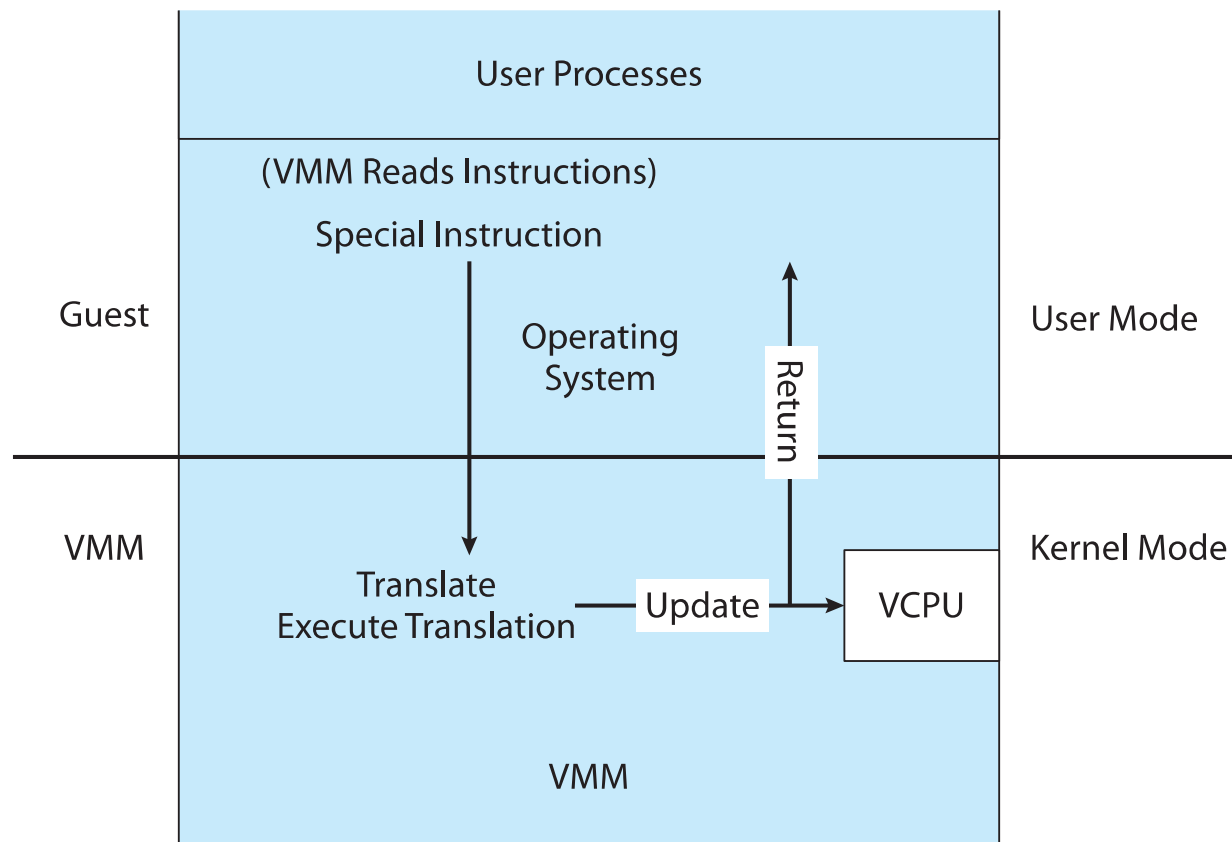 User Processes
(VMM Reads Instructions)
Special Instruction
Guest
User Mode
Operating
System
Return
VMM
Kernel Mode
Translate
Execute Translation
Update
VCPU
VMM